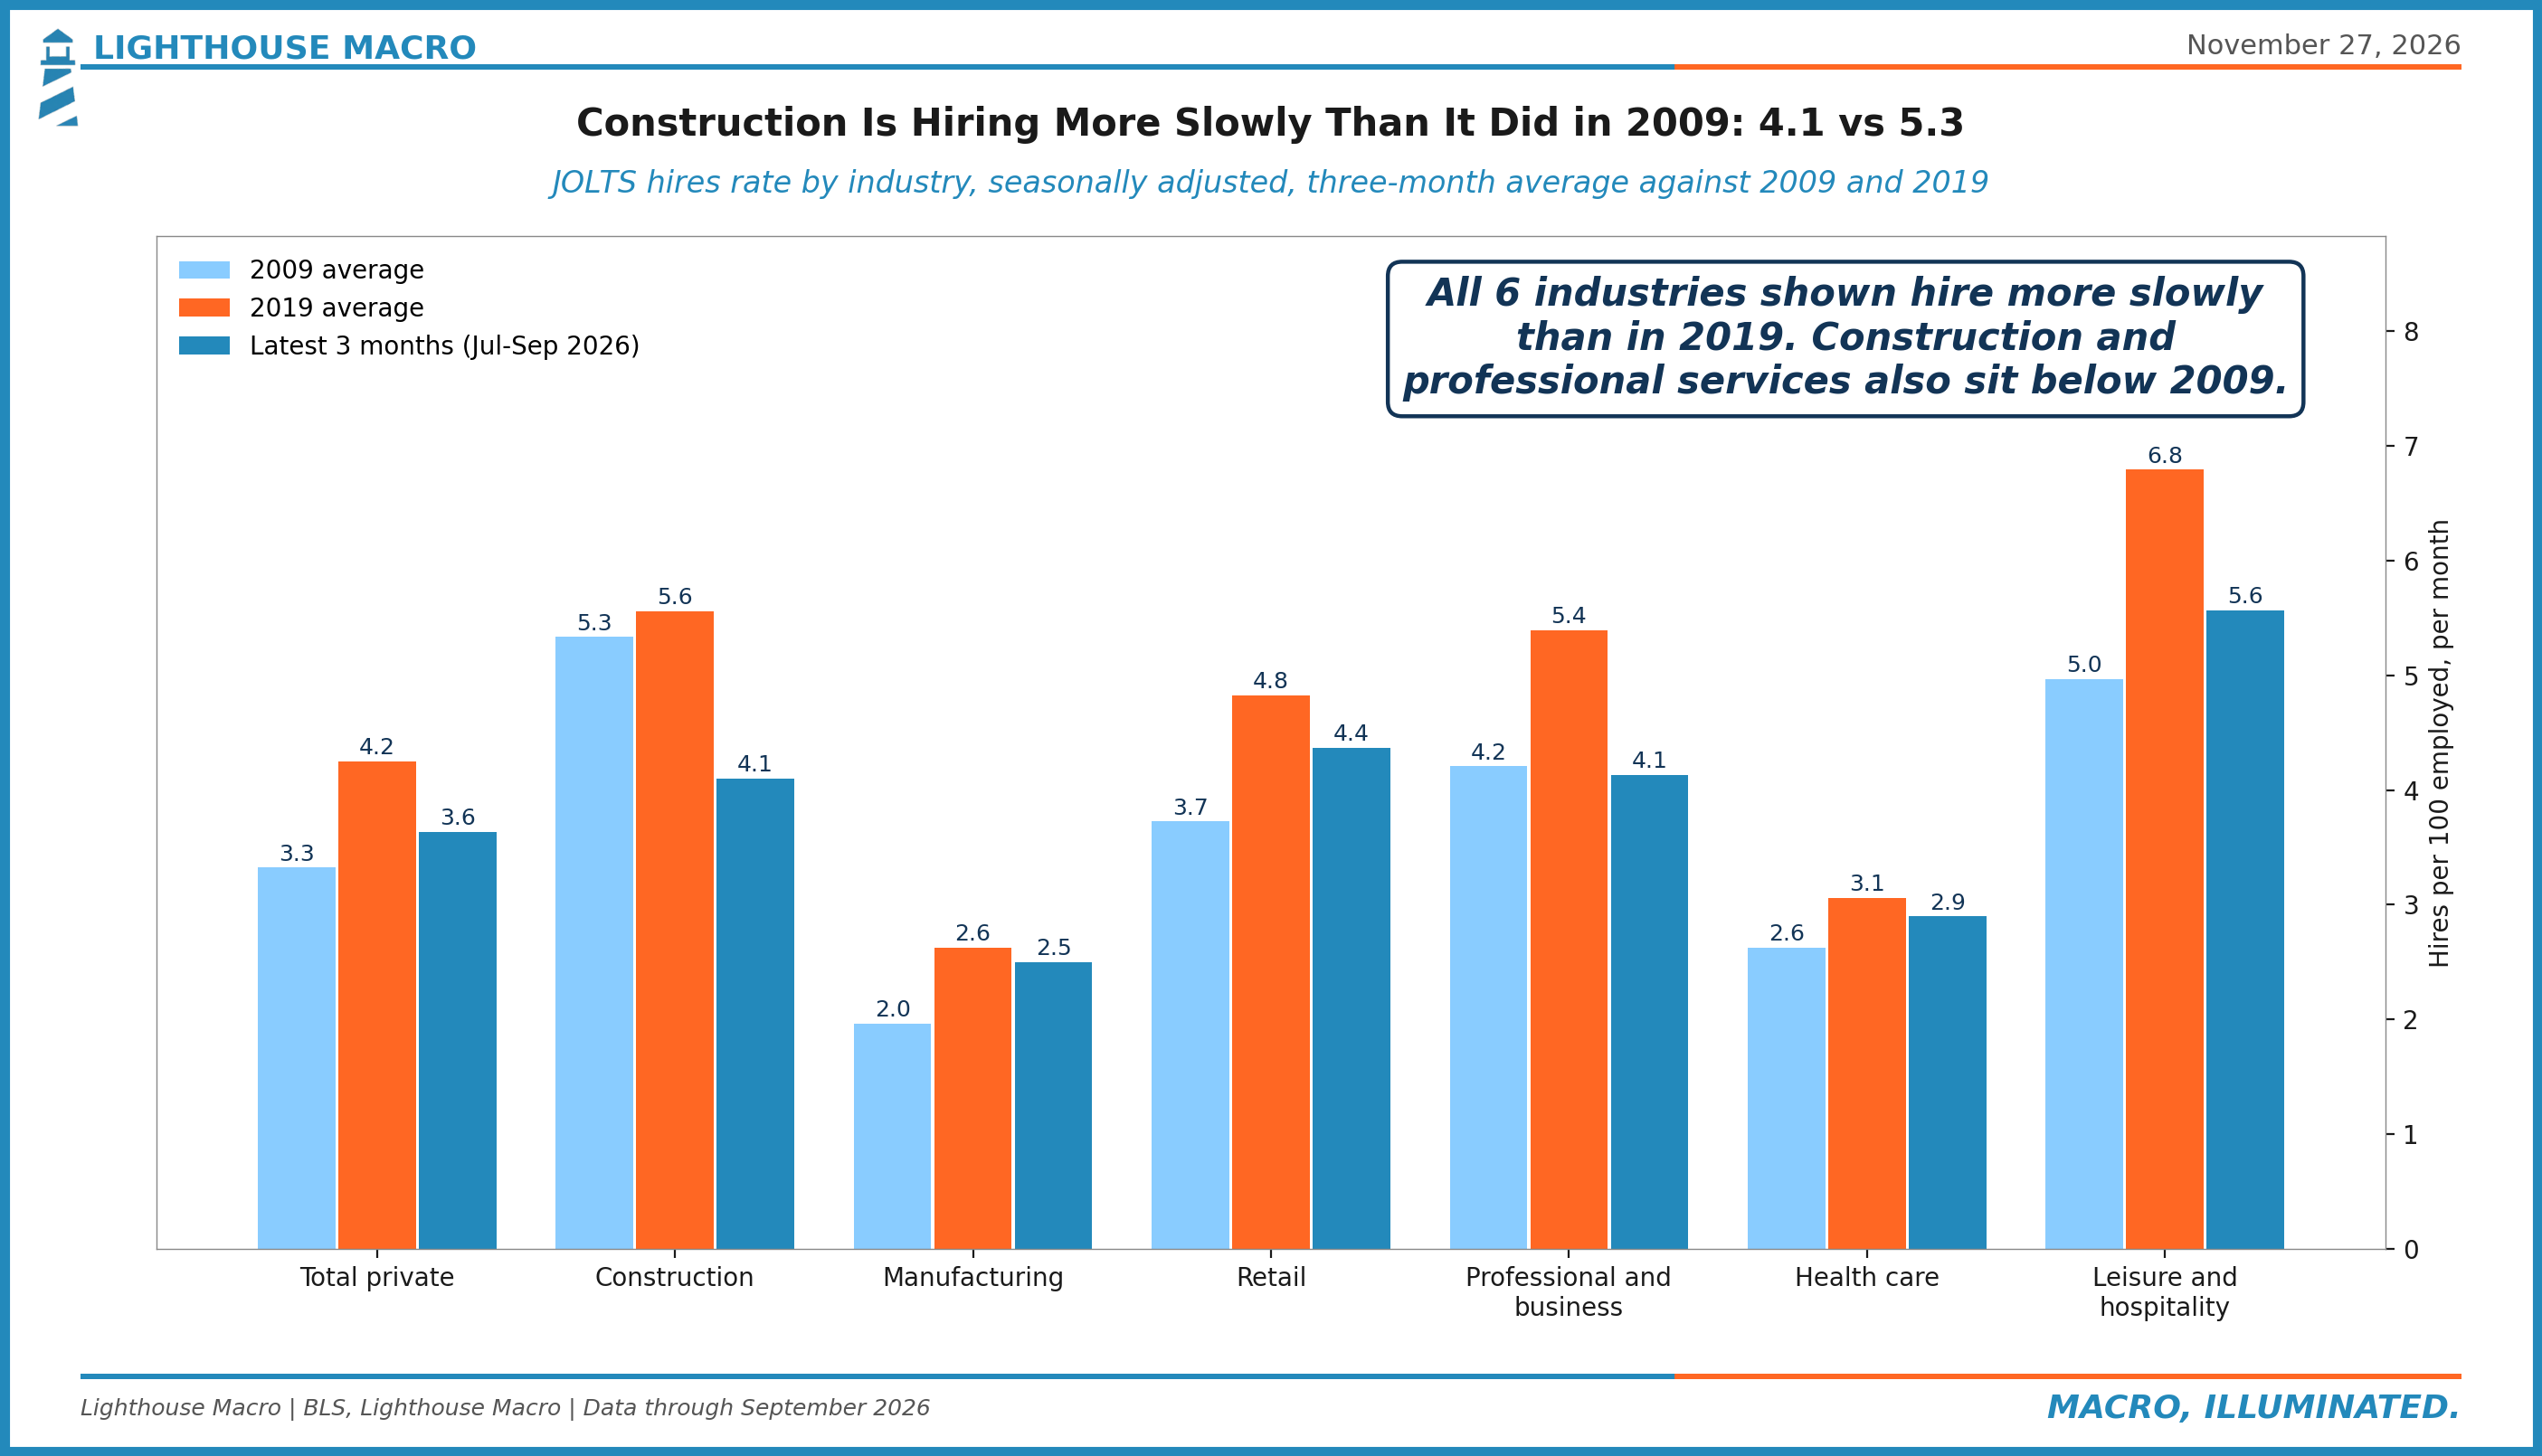 LIGHTHOUSE MACRO
November 27, 2026
Construction Is Hiring More Slowly Than It Did in 2009: 4.1 vs 5.3
JOLTS hires rate by industry, seasonally adjusted, three-month average against 2009 and 2019
2009 average
2019 average
Latest 3 months (Jul-Sep 2026)
All 6 industries shown hire more slowly
than in 2019. Construction and
professional services also sit below 2009.
3.3
4.2
3.6
5.3
5.6
4.1
2.0
2.6
2.5
3.7
4.8
4.4
4.2
5.4
4.1
2.6
3.1
2.9
5.0
6.8
5.6
8
7
6
5
4
3
2
1
0
Hires per 100 employed, per month
Total private
Construction
Manufacturing
Retail
Professional and
business
Health care
Leisure and
hospitality
Lighthouse Macro | BLS, Lighthouse Macro | Data through September 2026
MACRO, ILLUMINATED.